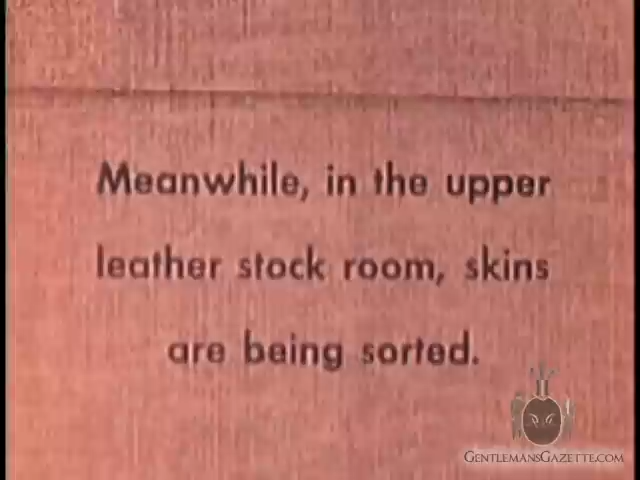 Meanwhile, in the upper
leather stock room, skins
are being sorted.
GENTLEMANSGAZETTE.COM